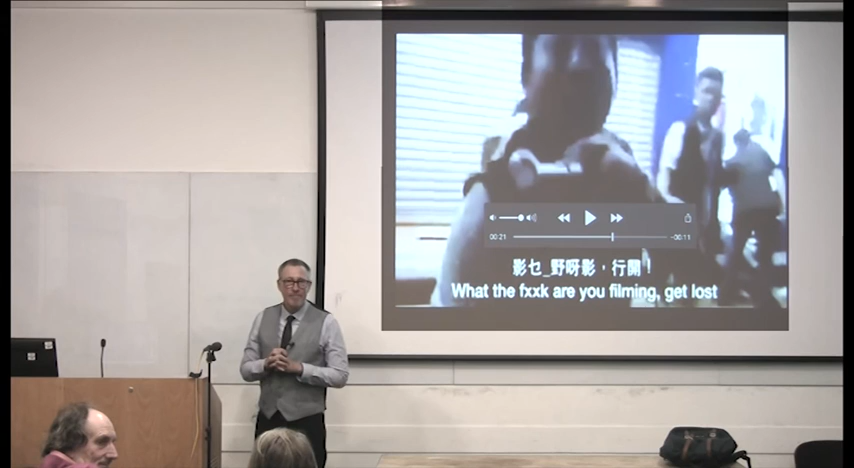 00:21
-00:11
影乜_野呀影，行開！
What the fxxk are you filming, get lost